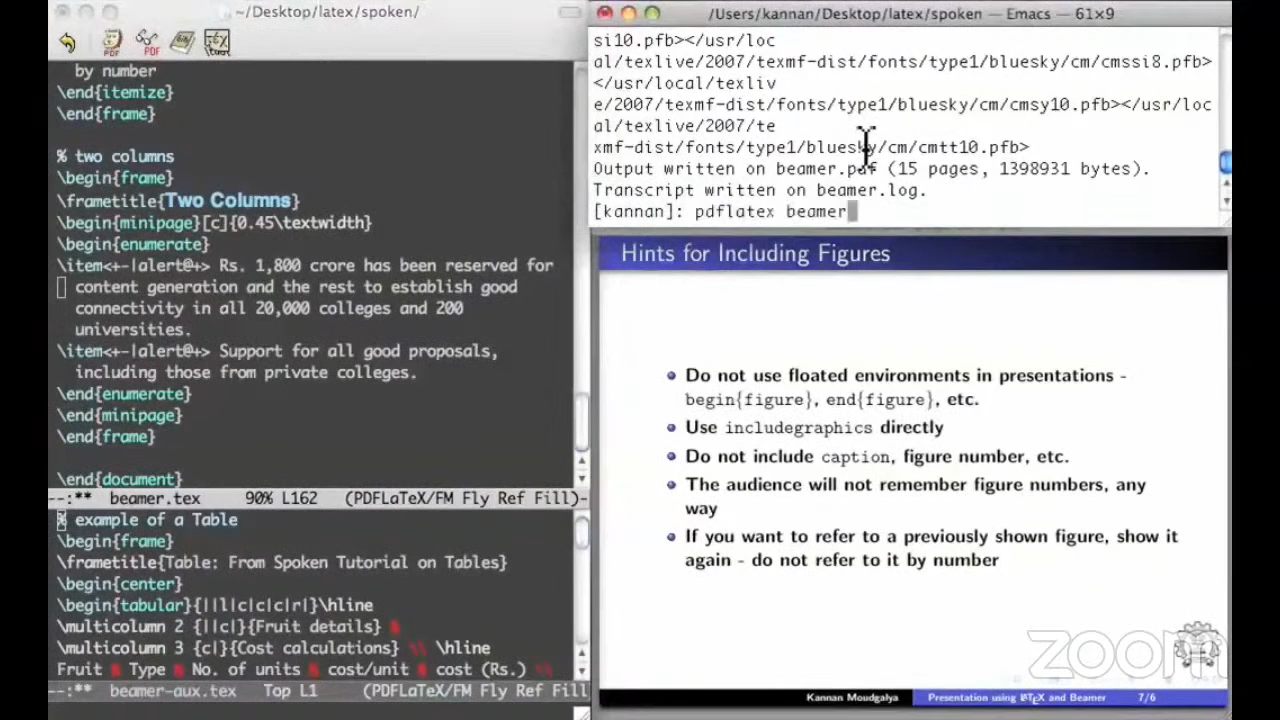 ~/Desktop/latex/spoken/
by number
\end{itemize}
\end{frame}
% two columns
\begin{frame}
\frametitle{Two Columns}
\begin{minipage}[c]{0.45\textwidth}
\begin{enumerate}
\item<+-|alert@+> Rs. 1,800 crore has been reserved for
content generation and the rest to establish good
connectivity in all 20,000 colleges and 200
universities.
\item<+-|alert@+> Support for all good proposals,
including those from private colleges.
\end{enumerate}
\end{minipage}
\end{frame}
\end{document}
--:** beamer.tex 90% L162 (PDFLaTeX/FM Fly Ref Fill)-
% example of a Table
\begin{frame}
\frametitle{Table: From Spoken Tutorial on Tables}
\begin{center}
\begin{tabular}{||l|c|c|c|r|}\hline
\multicolumn 2 {||c|}{Fruit details} &
\multicolumn 3 {c|}{Cost calculations} \\ \hline
Fruit & Type & No. of units & cost/unit & cost (Rs.) \\
--:** beamer-aux.tex Top L1 (PDFLaTeX/FM Fly Ref Fill
/Users/kannan/Desktop/latex/spoken — Emacs — 61×9
si10.pfb></usr/loc
al/texlive/2007/texmf-dist/fonts/type1/bluesky/cm/cmssi8.pfb>
</usr/local/texliv
e/2007/texmf-dist/fonts/type1/bluesky/cm/cmsy10.pfb></usr/loc
al/texlive/2007/te
xmf-dist/fonts/type1/bluesky/cm/cmtt10.pfb>
Output written on beamer.pdf (15 pages, 1398931 bytes).
Transcript written on beamer.log.
[kannan]: pdflatex beamer
Hints for Including Figures
Do not use floated environments in presentations -
begin{figure}, end{figure}, etc.
Use includegraphics directly
Do not include caption, figure number, etc.
The audience will not remember figure numbers, any
way
If you want to refer to a previously shown figure, show it
again - do not refer to it by number
zoom
Kannan Moudgalya Presentation using LATEX and Beamer 7/6